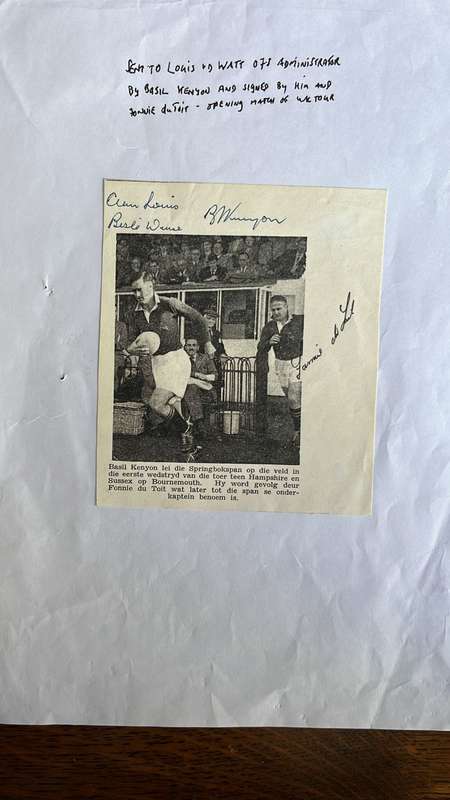 SENT TO LOUIS vd WATT OFS ADMINISTRATOR
BY BASIL KENYON AND SIGNED BY HIM AND
FONNIE duToit - OPENING MATCH OF UK TOUR
Aan Louis
Beste Wense
B Kenyon
Fonnie du Toit
Basil Kenyon lei die Springbokspan op die veld in
die eerste wedstryd van die toer teen Hampshire en
Sussex op Bournemouth. Hy word gevolg deur
Fonnie du Toit wat later tot die span se onder-
kaptein benoem is.